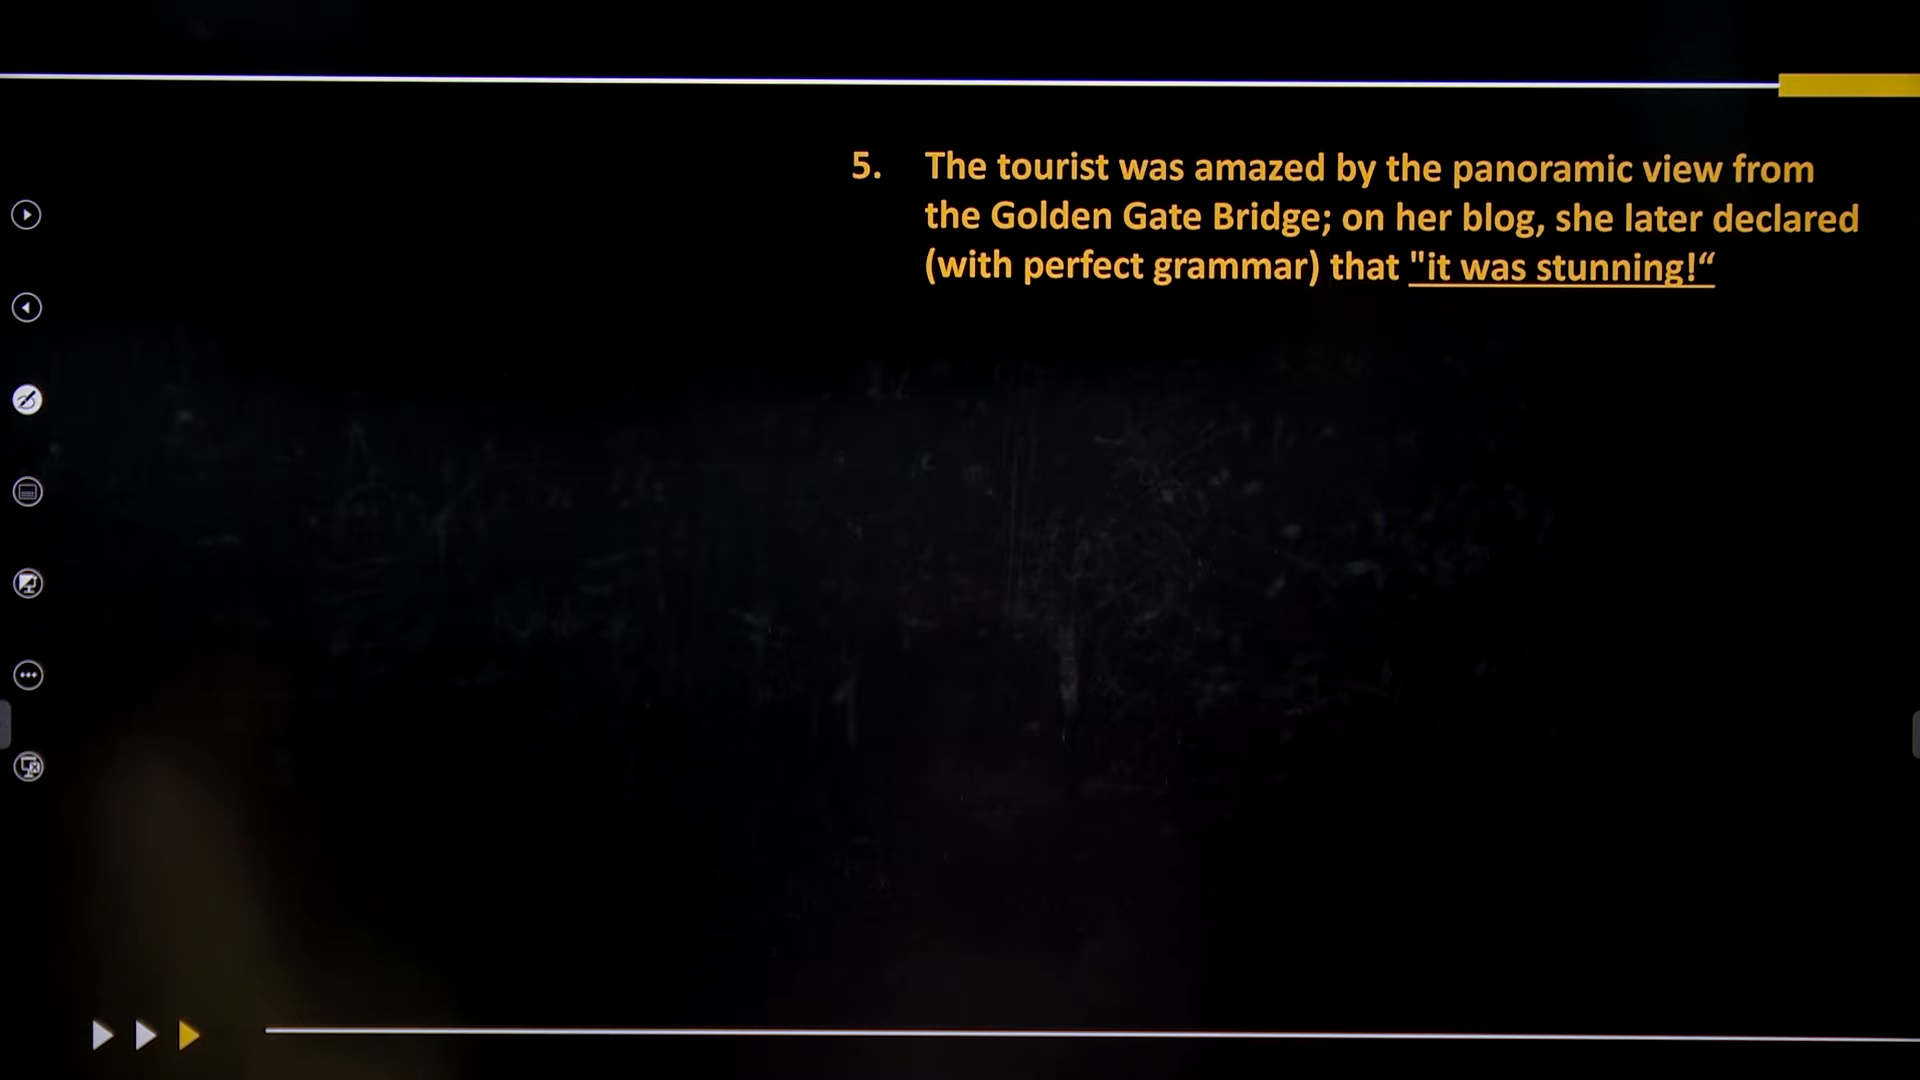 5. The tourist was amazed by the panoramic view from
the Golden Gate Bridge; on her blog, she later declared
(with perfect grammar) that "it was stunning!“